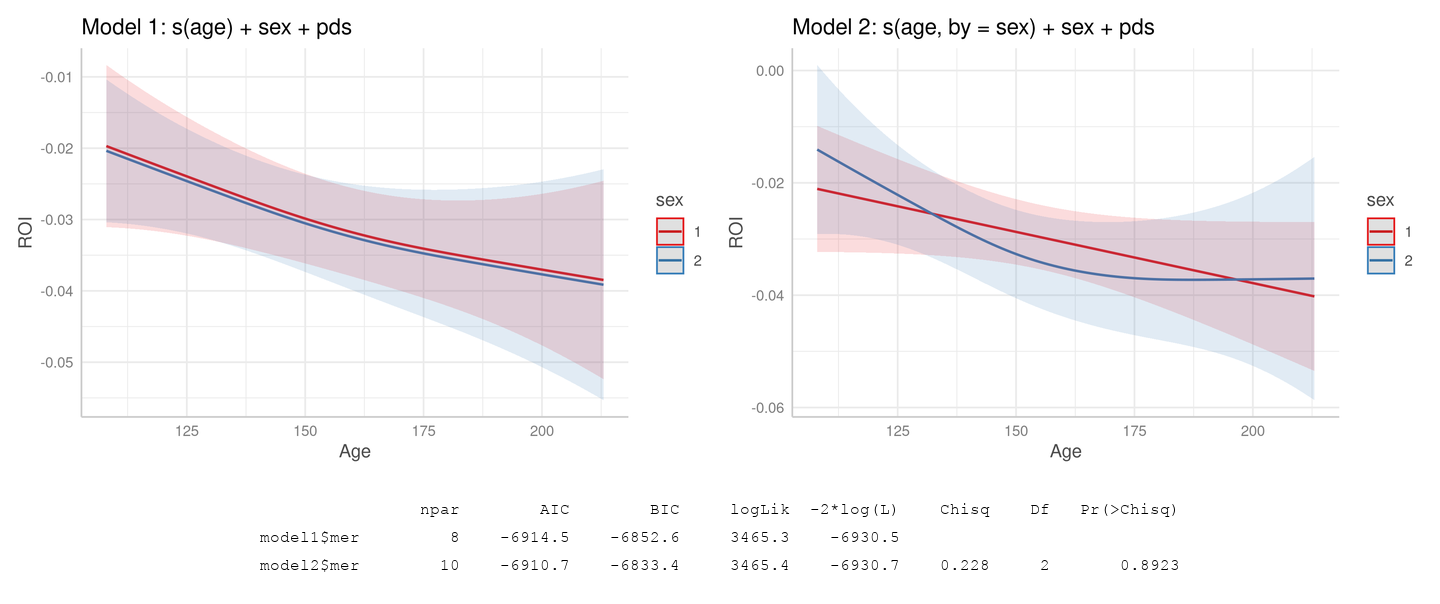 Model 1: s(age) + sex + pds
-0.01
-0.02
-0.03
-0.04
-0.05
ROI
125 150 175 200
Age
sex
1
2
Model 2: s(age, by = sex) + sex + pds
0.00
-0.02
-0.04
-0.06
ROI
125 150 175 200
Age
sex
1
2
npar AIC BIC logLik -2*log(L) Chisq Df Pr(>Chisq)
model1$mer 8 -6914.5 -6852.6 3465.3 -6930.5
model2$mer 10 -6910.7 -6833.4 3465.4 -6930.7 0.228 2 0.8923